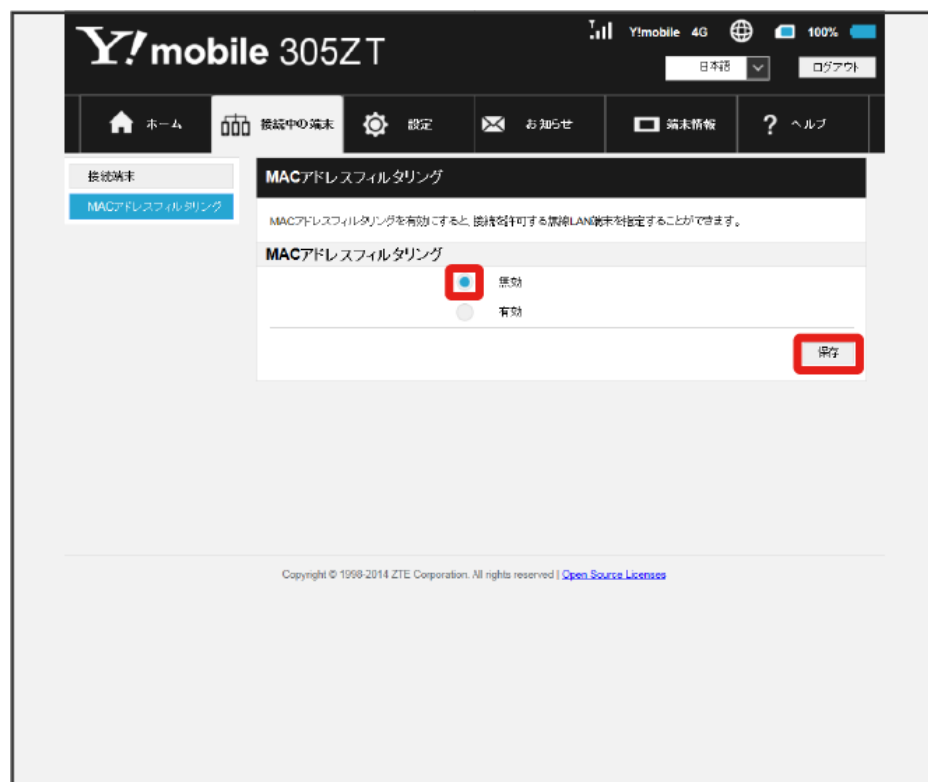 Y!mobile 305ZT
Y!mobile 4G 100%
日本語 ログアウト
ホーム 接続中の端末 設定 お知らせ 端末情報 ? ヘルプ
接続端末
MACアドレスフィルタリング
MACアドレスフィルタリング
MACアドレスフィルタリングを有効にすると、接続を許可する無線LAN端末を指定することができます。
MACアドレスフィルタリング
無効
有効
保存
Copyright © 1998-2014 ZTE Corporation. All rights reserved | Open Source Licenses